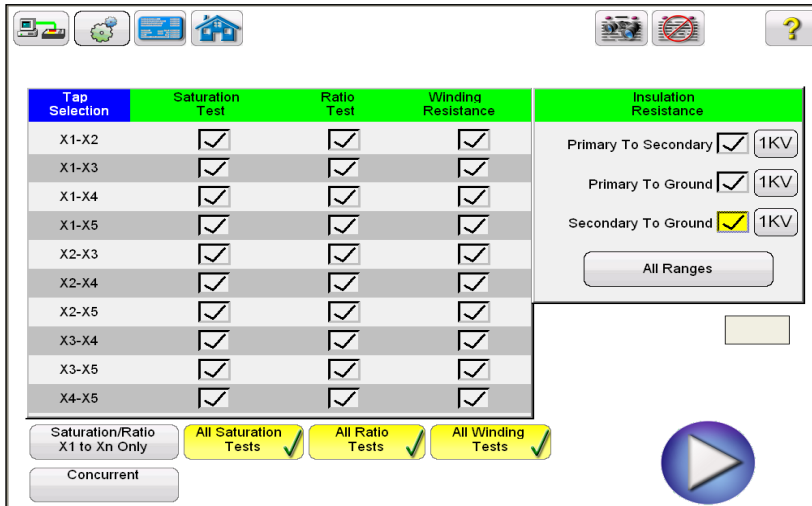 ?
Tap Selection Saturation Test Ratio Test Winding Resistance Insulation Resistance
X1-X2
X1-X3
X1-X4
X1-X5
X2-X3
X2-X4
X2-X5
X3-X4
X3-X5
X4-X5
Primary To Secondary 1KV
Primary To Ground 1KV
Secondary To Ground 1KV
All Ranges
Saturation/Ratio
X1 to Xn Only
All Saturation
Tests
All Ratio
Tests
All Winding
Tests
Concurrent